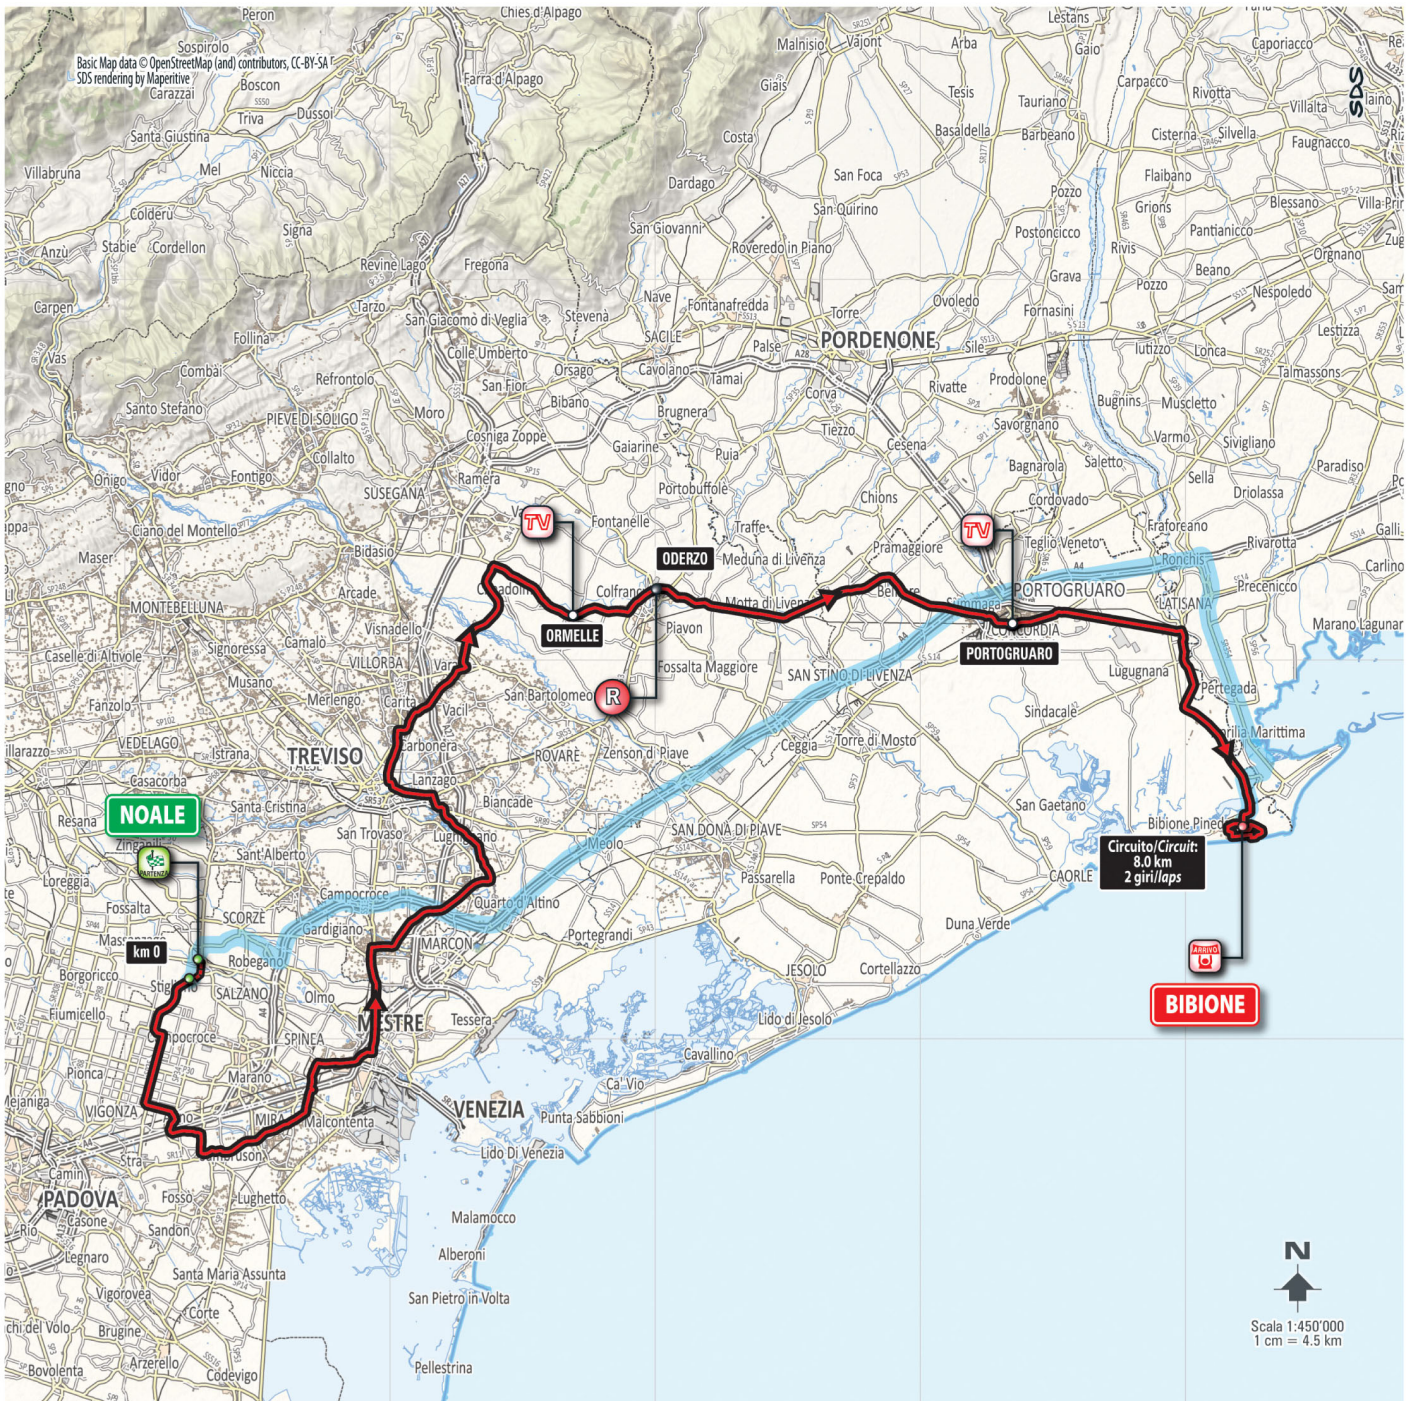 Peron
Chies d'Alpago
Malnisio
Vajont
Arba
Lestans
Gaio
Caporiacco
Sospirolo
Basic Map data © OpenStreetMap (and) contributors, CC-BY-SA
SDS rendering by Maperitive
Carazzai
Boscon
Triva
Dussoi
Farra d'Alpago
Giais
Tesis
Tauriano
Carpacco
Rivotta
Villalta
SDS
Santa Giustina
Costa
Basaldella
Barbeano
Cisterna
Silvella
Faugnacco
Villabruna
Mel
Niccia
Dardago
San Foca
Pozzo
Flaibano
Colderù
Signa
San Quirino
Grions
Blessano
Anzù
Stabie
Cordellon
San Giovanni
Roveredo in Piano
Postoncicco
Rivis
Pantianicco
Orgnano
Revine Lago
Fregona
Grava
Beano
Carpen
Tarzo
Stevenà
Nave
Fontanafredda
Torre
Ovoledo
Fornasini
Pozzo
Nespoledo
Follina
San Giacomo di Veglia
SACILE
PORDENONE
Lestizza
Vas
Combai
Colle Umberto
Orsago
Cavolano
Palse
A28
Sile
Iutizzo
Lonca
Talmassons
Refrontolo
San Fior
Tamai
Corva
Rivatte
Prodolone
Santo Stefano
PIEVE DI SOLIGO
Moro
Bibano
Brugnera
Bugnins
Muscletto
Cosniga Zoppè
Tiezzo
Savorgnano
Varmo
Sivigliano
Collalto
Gaiarine
Puia
Cesena
Bagnarola
Saletto
Paradiso
Onigo
Vidor
Fontigo
Ramera
Portobuffolè
Chions
Cordovado
Sella
Driolassa
SUSEGANA
TV
Fontanelle
Traffe
TV
Fraforeano
Ciano del Montello
ODERZO
Meduna di Livenza
Pramaggiore
Teglio Veneto
Rivarotta
Maser
Bidasio
A4
Ronchis
Precenicco
Carlino
Arcade
PORTOGRUARO
LATISANA
MONTEBELLUNA
Visnadello
ORMELLE
Piavon
PORTOGRUARO
Marano Lagunar
Caselle di Altivole
Signoressa
Camalò
VILLORBA
Fossalta Maggiore
Lugugnana
Musano
R
SAN STINO DI LIVENZA
Pertegada
Fanzolo
Merlengo
Vacil
San Bartolomeo
Sindacale
VEDELAGO
Istrana
Carbonera
ROVARÈ
Zenson di Piave
Ceggia
Torre di Mosto
TREVISO
Casacorba
Lanzago
NOALE
Santa Cristina
Biancade
San Gaetano
Resana
San Trovaso
SAN DONÀ DI PIAVE
Bibione Pineda
Sant'Alberto
Meolo
Circuito/Circuit:
8.0 km
2 giri/laps
PARTENZA
Loreggia
Campocroce
Passarella
Ponte Crepaldo
CAORLE
Fossalta
SCORZÈ
Gardigiano
Quarto d'Altino
Duna Verde
km 0
Robegano
MARCON
Portegrandi
ARRIVO
Borgoricco
SALZANO
Olmo
JESOLO
Cortellazzo
BIBIONE
Fiumicello
MESTRE
Tessera
Lido di Jesolo
SPINEA
Cavallino
Pionca
Marano
Ca' Vio
VIGONZA
MIRA
Malcontenta
VENEZIA
Punta Sabbioni
Stra
Lido Di Venezia
Camin
PADOVA
Fossò
Lughetto
Casone
Sandon
Malamocco
Rio
Legnaro
Alberoni
N
Santa Maria Assunta
Vigorovea
San Pietro in Volta
Corte
Scala 1:450'000
1 cm = 4.5 km
Brugine
Arzerello
Codevigo
Bovolenta
Pellestrina